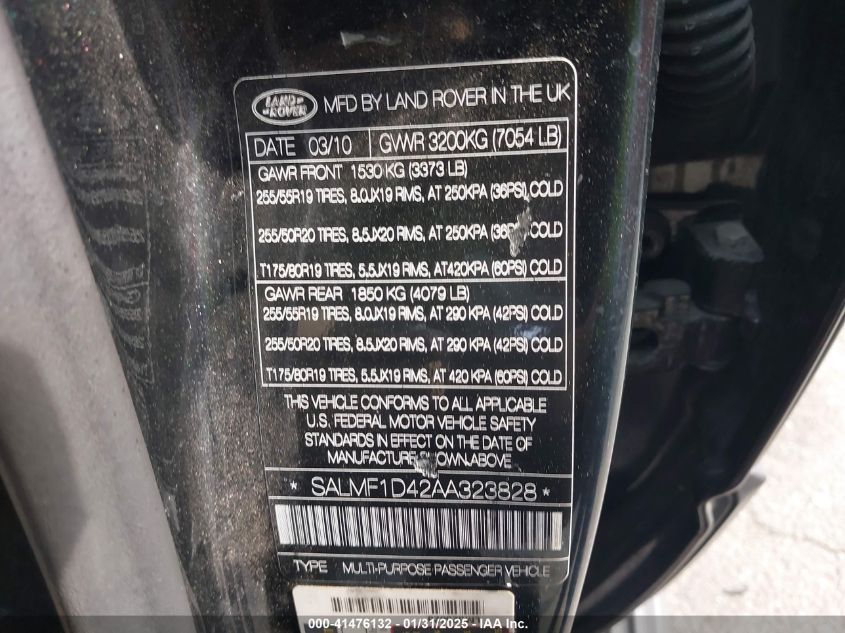 LAND ROVER
MFD BY LAND ROVER IN THE UK
DATE 03/10 GVWR 3200KG (7054 LB)
GAWR FRONT 1530 KG (3373 LB)
255/55R19 TIRES, 8.0JX19 RIMS, AT 250KPA (36PSI) COLD
255/50R20 TIRES, 8.5JX20 RIMS, AT 250KPA (36PSI) COLD
T175/80R19 TIRES, 5.5JX19 RIMS, AT420KPA (60PSI) COLD
GAWR REAR 1850 KG (4079 LB)
255/55R19 TIRES, 8.0JX19 RIMS, AT 290 KPA (42PSI) COLD
255/50R20 TIRES, 8.5JX20 RIMS, AT 290 KPA (42PSI) COLD
T175/80R19 TIRES, 5.5JX19 RIMS, AT 420 KPA (60PSI) COLD
THIS VEHICLE CONFORMS TO ALL APPLICABLE
U.S. FEDERAL MOTOR VEHICLE SAFETY
STANDARDS IN EFFECT ON THE DATE OF
MANUFACTURE SHOWN.ABOVE
* SALMF1D42AA323828 *
TYPE MULTI-PURPOSE PASSENGER VEHICLE
000-41476132 - 01/31/2025 - IAA Inc.